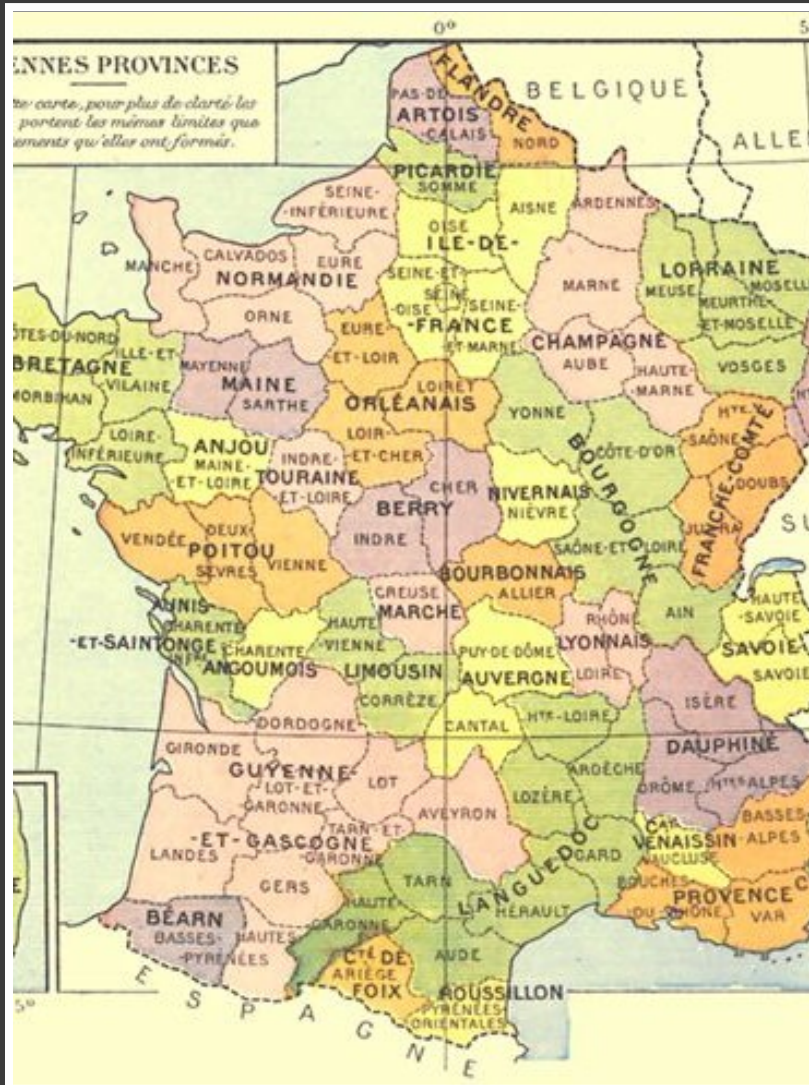 0°
5
ENNES PROVINCES
te carte, pour plus de clarté les
portent les mêmes limites que
ements qu'elles ont formés.
BELGIQUE
ALLE
FLANDRE
NORD
PAS-DE
ARTOIS
-CALAIS
PICARDIE
SOMME
SEINE-
-INFÉRIEURE
OISE
AISNE
ILE-DE-
ARDENNES
MANCHE
CALVADOS
EURE
NORMANDIE
ORNE
SEINE-ET-
-OISE
SEINE
SEINE-
-FRANCE
ET-MARNE
MARNE
CHAMPAGNE
AUBE
HAUTE-
-MARNE
LORRAINE
MEUSE
MOSELLE
MEURTHE-
-ET-MOSELLE
VOSGES
CÔTES-DU-NORD
BRETAGNE
ILLE-ET
VILAINE
MORBIHAN
LOIRE-
-INFÉRIEURE
MAYENNE
MAINE
SARTHE
EURE-
-ET-LOIR
LOIRET
ORLÉANAIS
LOIR-
-ET-CHER
YONNE
CÔTE-D'OR
BOURGOGNE
SAÔNE-ET
LOIRE
AIN
HTE
-SAÔNE
DOUBS
JURA
FRANCHE-COMTÉ
SU
ANJOU
MAINE-
-ET-LOIRE
INDRE-
TOURAINE
-ET-LOIRE
CHER
BERRY
INDRE
NIVERNAIS
NIÈVRE
VENDÉE
DEUX-
POITOU
SÈVRES
VIENNE
BOURBONNAIS
ALLIER
CREUSE
MARCHE
AUNIS-
CHARENTE
-ET-SAINTONGE
INFRE
CHARENTE
ANGOUMOIS
HAUTE
VIENNE
LIMOUSIN
CORRÈZE
PUY-DE-DÔME
AUVERGNE
CANTAL
RHÔNE
LYONNAIS
LOIRE
HAUTE
-SAVOIE
SAVOIE
SAVOIE
ISÈRE
DAUPHINÉ
DRÔME
HTES ALPES
DORDOGNE
GIRONDE
GUYENNE-
LOT-ET-
-GARONNE
LOT
AVEYRON
TARN-ET-
-GARONNE
-ET-GASCOGNE
LANDES
GERS
HTE-LOIRE
ARDÈCHE
LOZÈRE
GARD
LANGUEDOC
HÉRAULT
TARN
HAUTE
GARONNE
AUDE
CAT
VENAISSIN
VAUCLUSE
BASSES-
-ALPES
BOUCHES
-DU-RHÔNE
PROVENCE
C
VAR
BÉARN
BASSES-
-PYRÉNÉES
HAUTES
CTÉ DE
ARIÈGE
FOIX
ROUSSILLON
PYRÉNÉES-
ORIENTALES
ESPAGNE
E
5°